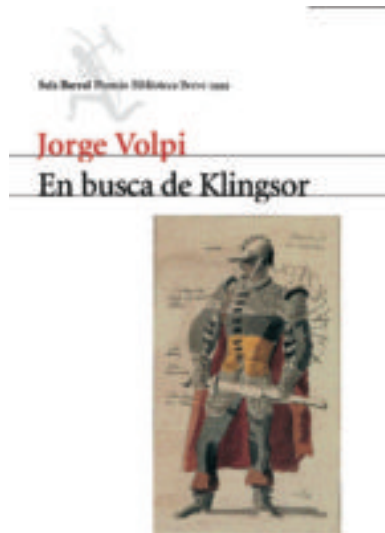 Seix Barral Premio Biblioteca Breve 1999
Jorge Volpi
En busca de Klingsor